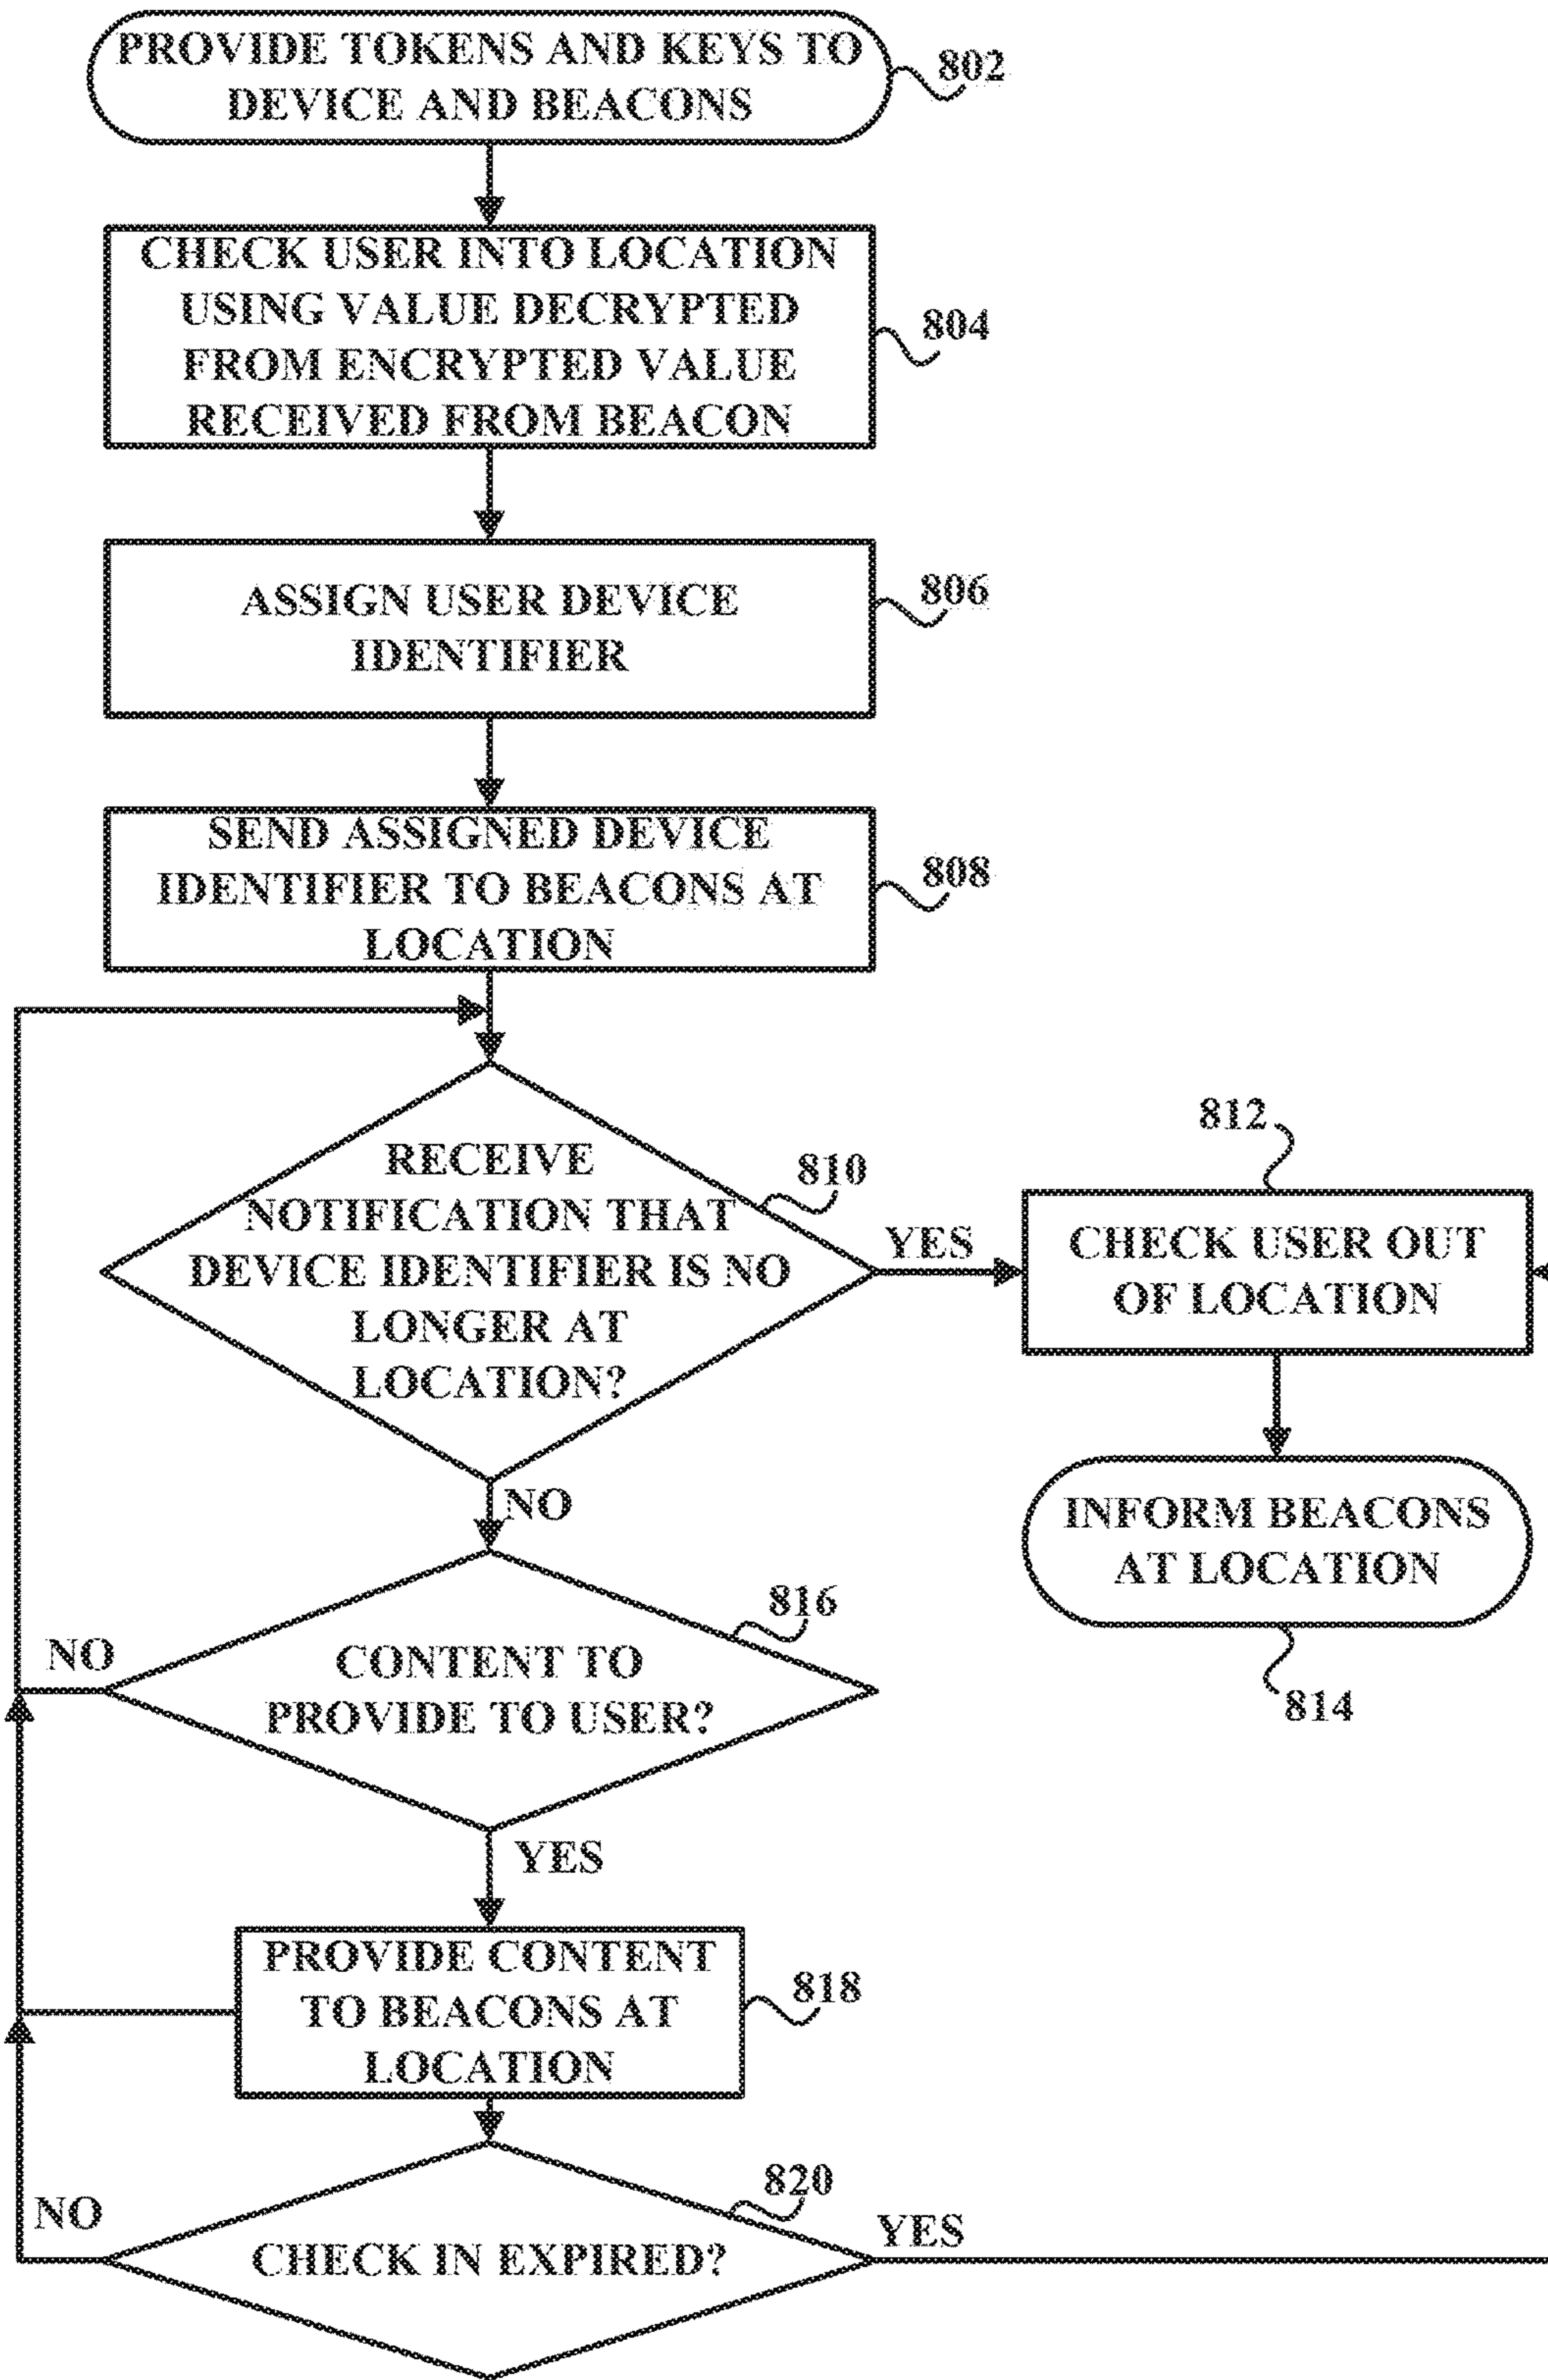 PROVIDE TOKENS AND KEYS TO
DEVICE AND BEACONS
802
CHECK USER INTO LOCATION
USING VALUE DECRYPTED
FROM ENCRYPTED VALUE
RECEIVED FROM BEACON
804
ASSIGN USER DEVICE
IDENTIFIER
806
SEND ASSIGNED DEVICE
IDENTIFIER TO BEACONS AT
LOCATION
808
RECEIVE
NOTIFICATION THAT
DEVICE IDENTIFIER IS NO
LONGER AT
LOCATION?
810
YES
812
CHECK USER OUT
OF LOCATION
INFORM BEACONS
AT LOCATION
814
NO
CONTENT TO
PROVIDE TO USER?
816
NO
YES
PROVIDE CONTENT
TO BEACONS AT
LOCATION
818
CHECK IN EXPIRED?
820
NO
YES